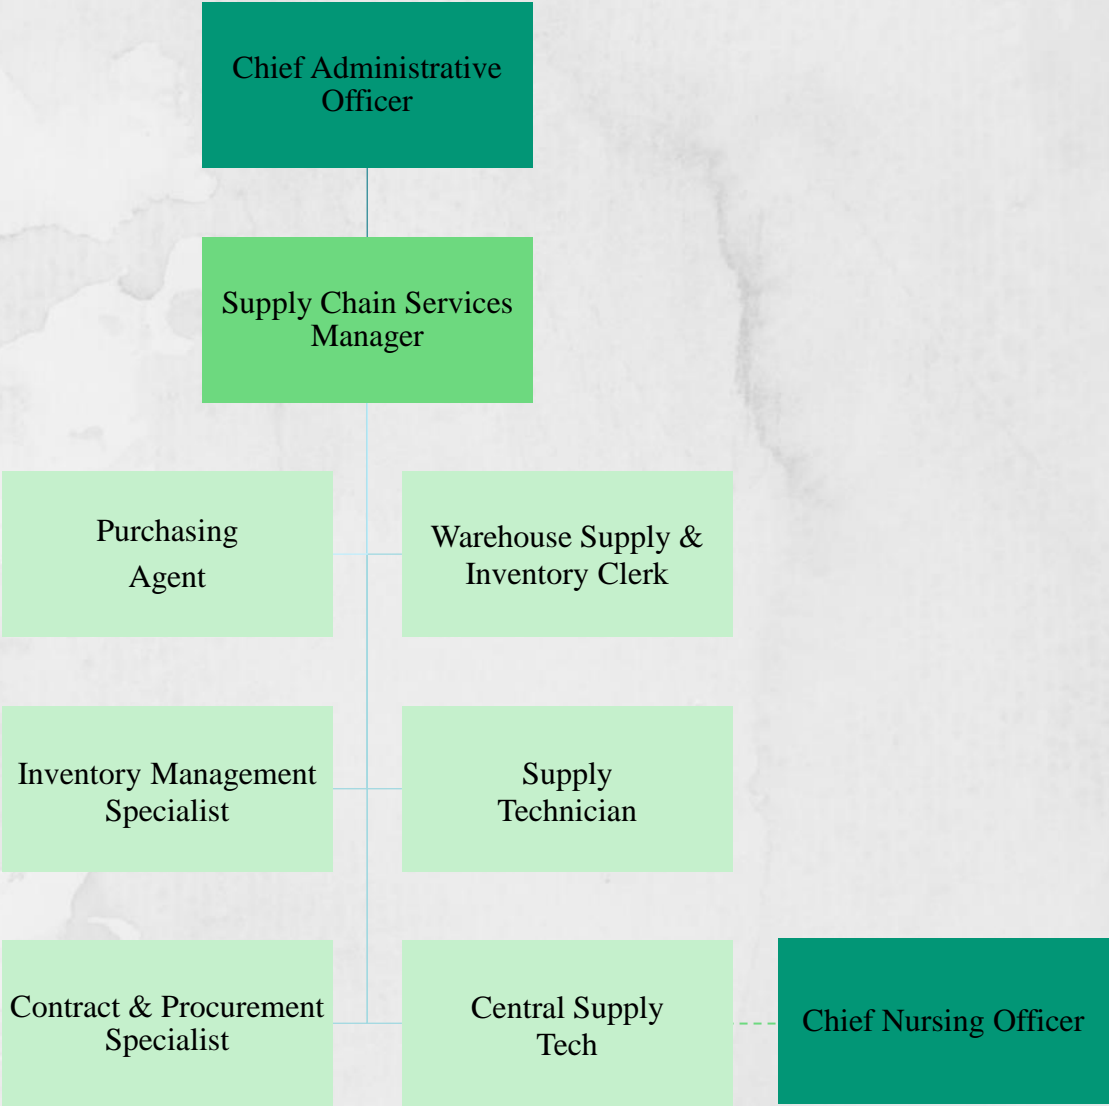 Chief Administrative
Officer
Supply Chain Services
Manager
Purchasing
Agent
Warehouse Supply &
Inventory Clerk
Inventory Management
Specialist
Supply
Technician
Contract & Procurement
Specialist
Central Supply
Tech
Chief Nursing Officer